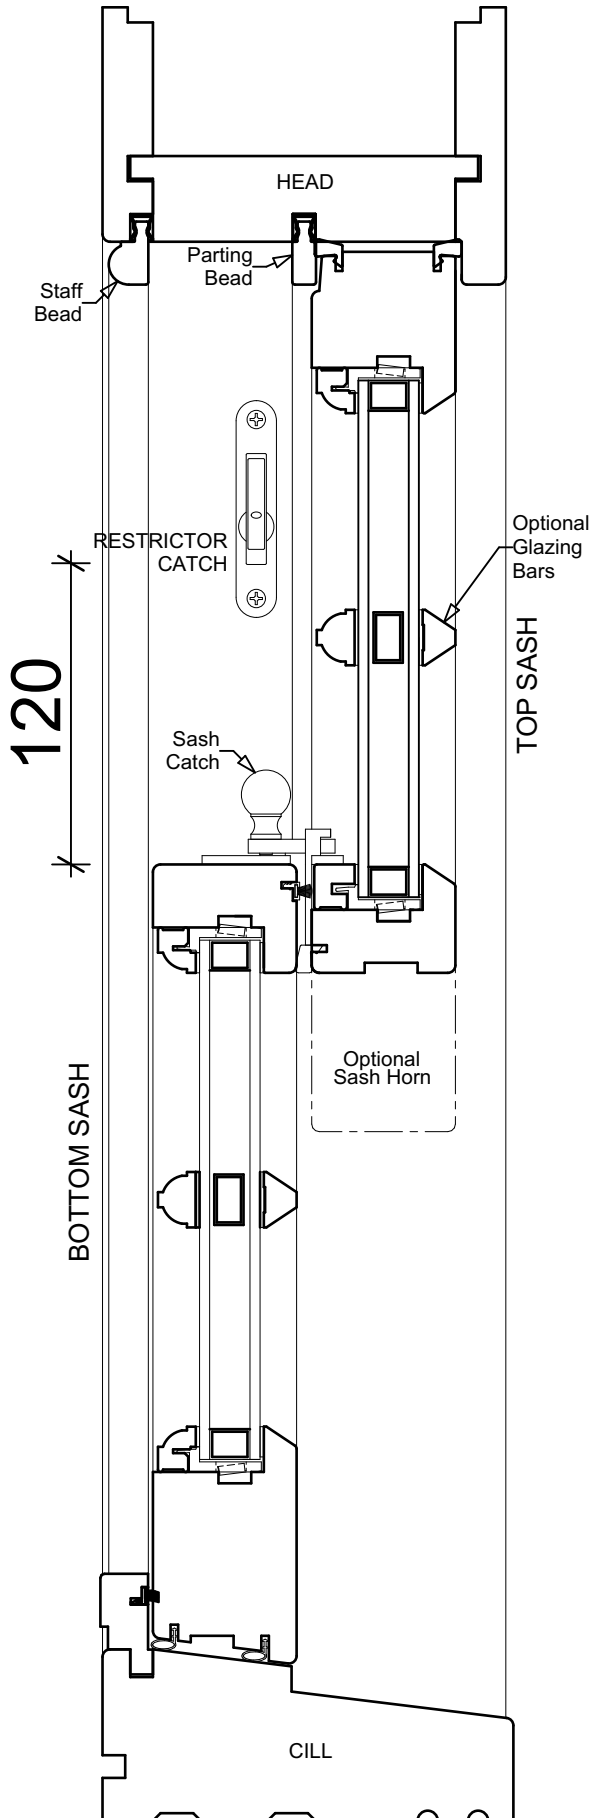 HEAD
Parting
Bead
Staff
Bead
RESTRICTOR
CATCH
Optional
Glazing
Bars
TOP SASH
120
Sash
Catch
Optional
Sash Horn
BOTTOM SASH
CILL